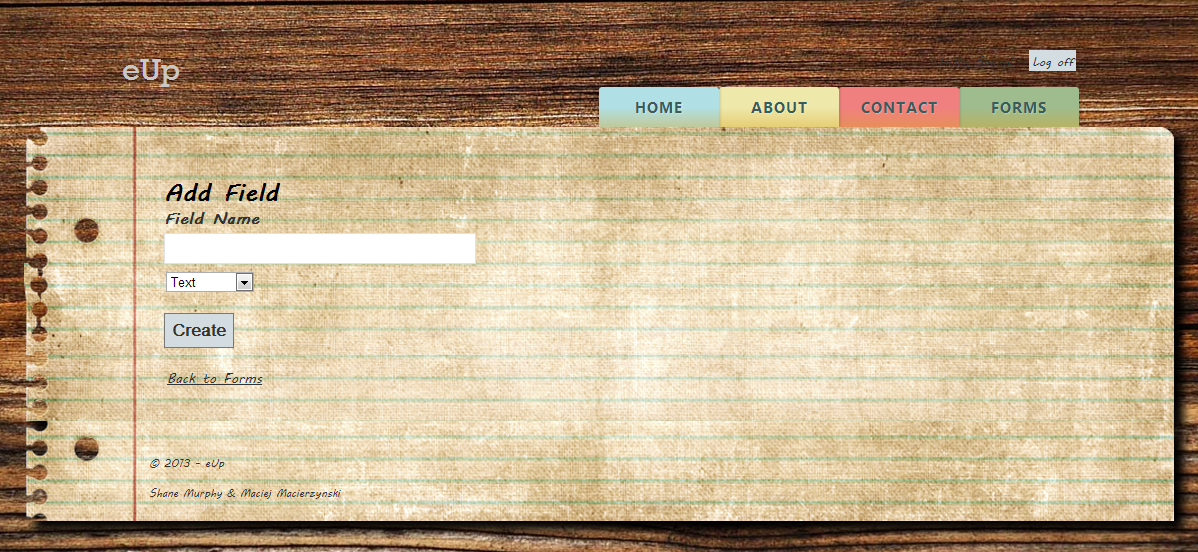 eUp
Log off
HOME ABOUT CONTACT FORMS
Add Field
Field Name
Text
Create
Back to Forms
© 2013 - eUp
Shane Murphy & Maciej Macierzynski